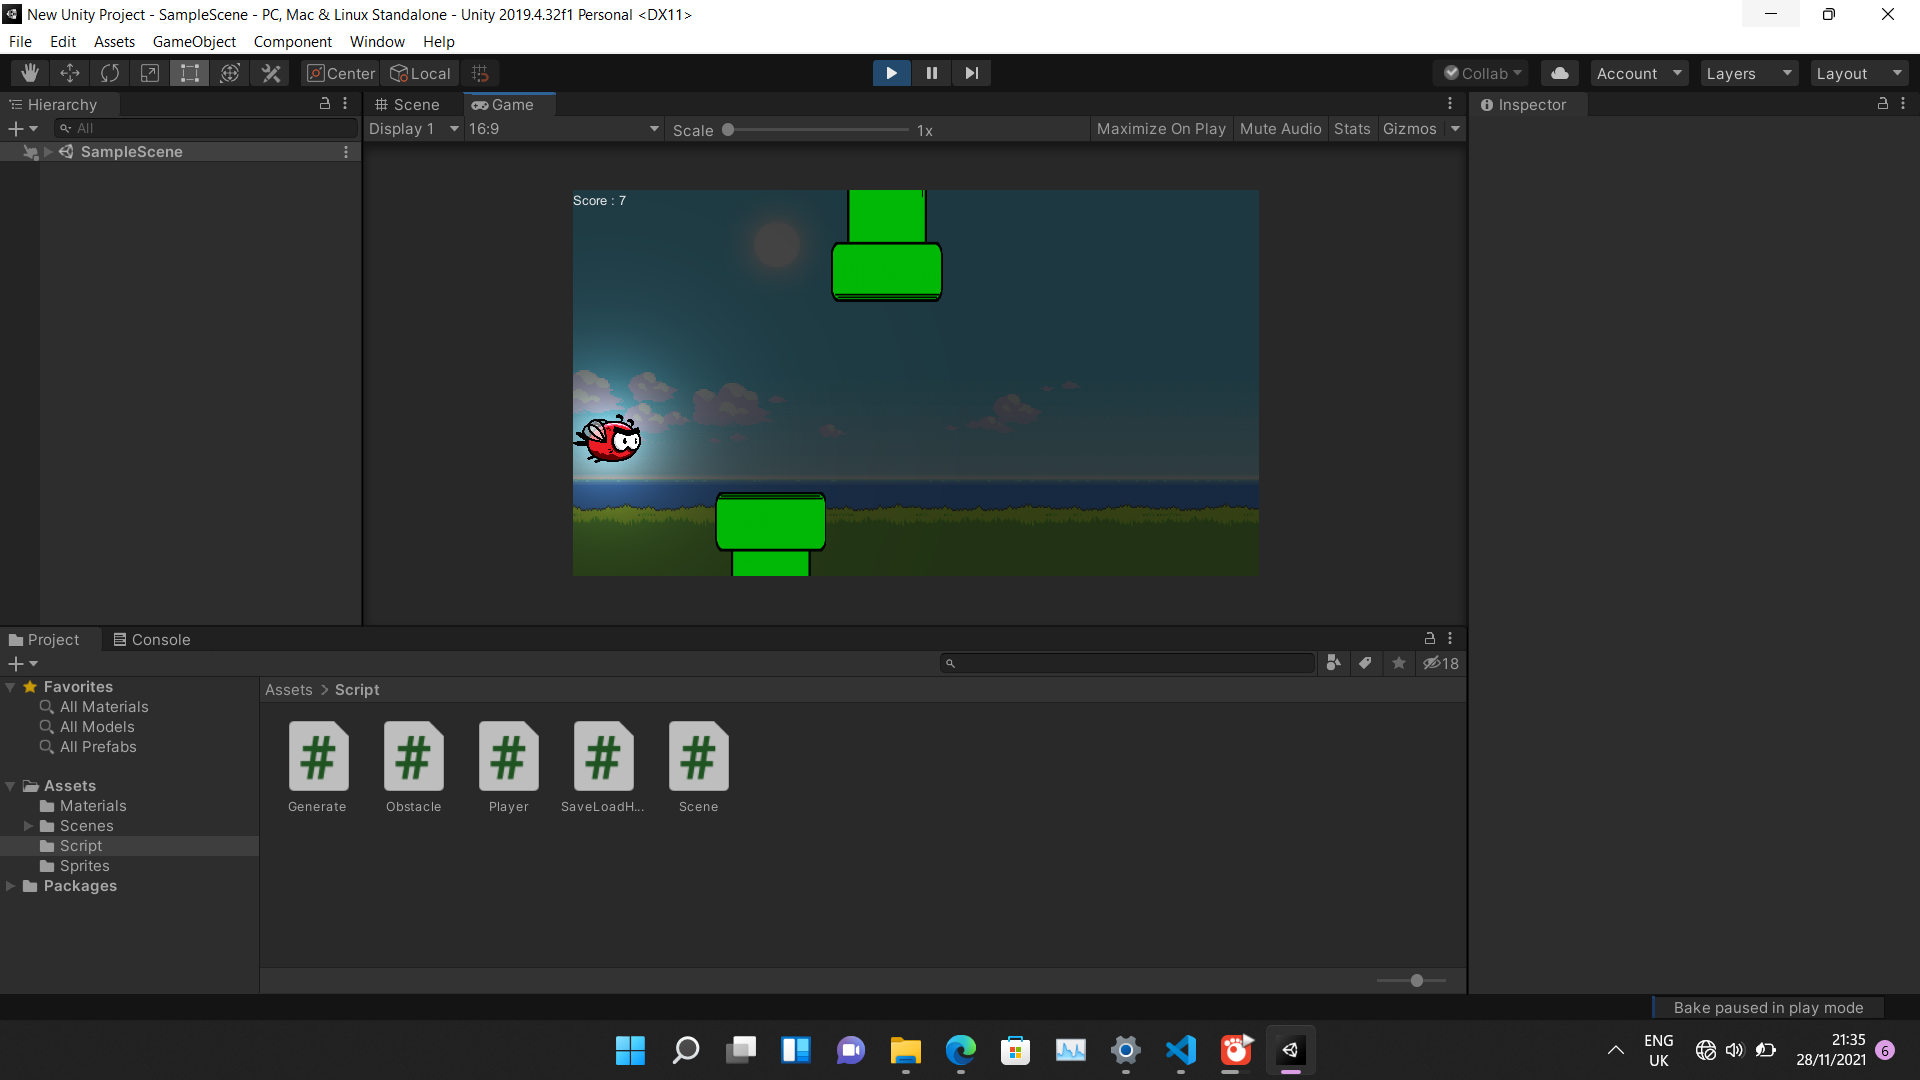 New Unity Project - SampleScene - PC, Mac & Linux Standalone - Unity 2019.4.32f1 Personal <DX11>
File Edit Assets GameObject Component Window Help
Center Local Collab Account Layers Layout
Hierarchy Scene Game Inspector
All Display 1 16:9 Scale 1x Maximize On Play Mute Audio Stats Gizmos
SampleScene
Score : 7
Project Console
18
Favorites
Assets > Script
All Materials
All Models
All Prefabs
Assets
Materials
Scenes
Script
Sprites
Packages
Generate Obstacle Player SaveLoadH... Scene
Bake paused in play mode
ENG
UK
21:35
28/11/2021
6